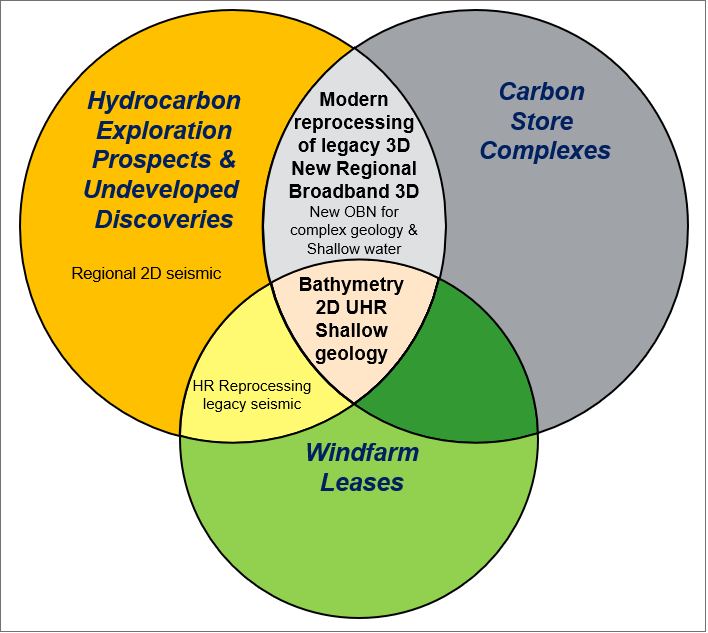 Hydrocarbon
Exploration
Prospects &
Undeveloped
Discoveries
Regional 2D seismic
Modern
reprocessing
of legacy 3D
New Regional
Broadband 3D
New OBN for
complex geology &
Shallow water
Carbon
Store
Complexes
Bathymetry
2D UHR
Shallow
geology
HR Reprocessing
legacy seismic
Windfarm
Leases